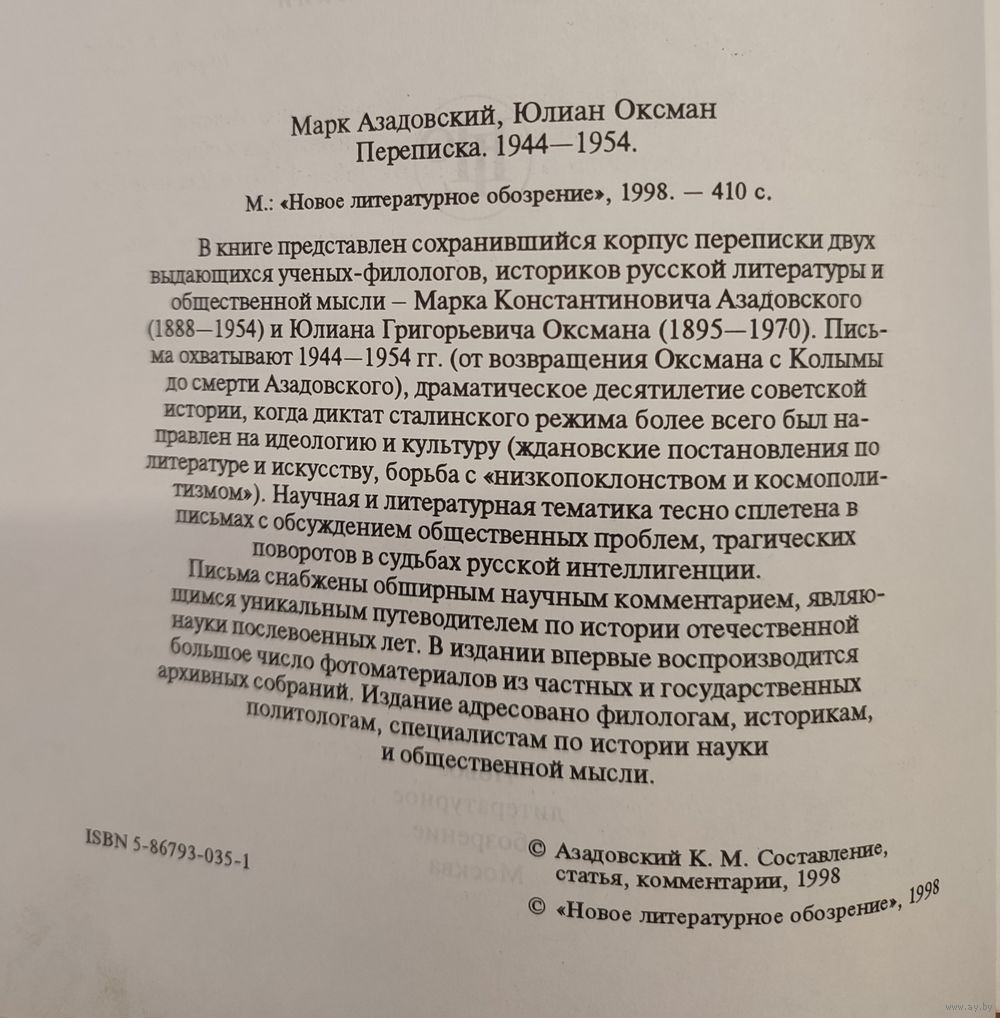 Марк Азадовский, Юлиан Оксман
Переписка. 1944—1954.
М.: «Новое литературное обозрение», 1998. — 410 с.
В книге представлен сохранившийся корпус переписки двух
выдающихся ученых-филологов, историков русской литературы и
общественной мысли – Марка Константиновича Азадовского
(1888—1954) и Юлиана Григорьевича Оксмана (1895—1970). Пись-
ма охватывают 1944—1954 гг. (от возвращения Оксмана с Колымы
до смерти Азадовского), драматическое десятилетие советской
истории, когда диктат сталинского режима более всего был на-
правлен на идеологию и культуру (ждановские постановления по
литературе и искусству, борьба с «низкопоклонством и космополи-
тизмом»). Научная и литературная тематика тесно сплетена в
письмах с обсуждением общественных проблем, трагических
поворотов в судьбах русской интеллигенции.
Письма снабжены обширным научным комментарием, являю-
щимся уникальным путеводителем по истории отечественной
науки послевоенных лет. В издании впервые воспроизводится
большое число фотоматериалов из частных и государственных
архивных собраний. Издание адресовано филологам, историкам,
политологам, специалистам по истории науки
и общественной мысли.
литературное
обозрение
Москва
ISBN 5-86793-035-1
© Азадовский К. М. Составление,
статья, комментарии, 1998
© «Новое литературное обозрение», 1998
www.ay.by